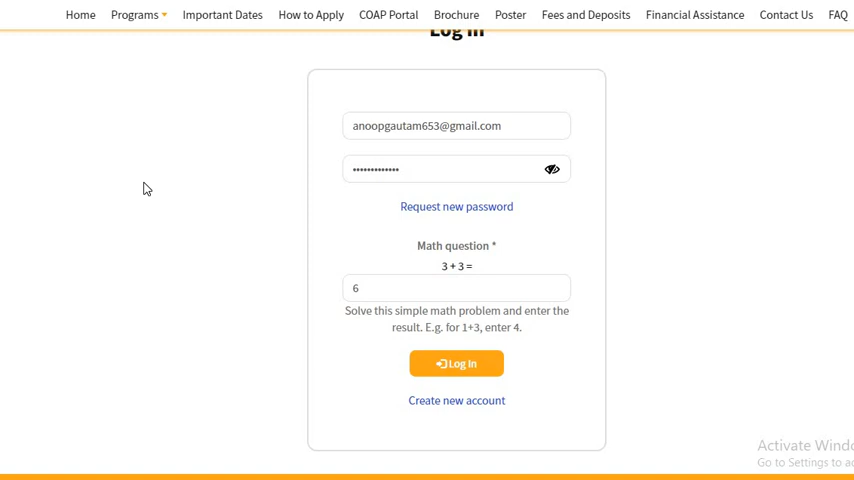 Home Programs Important Dates How to Apply COAP Portal Brochure Poster Fees and Deposits Financial Assistance Contact Us FAQ
Log in
anoopgautam653@gmail.com
•••••••••••••
Request new password
Math question *
3 + 3 =
6
Solve this simple math problem and enter the
result. E.g. for 1+3, enter 4.
Log in
Create new account
Activate Windo
Go to Settings to a